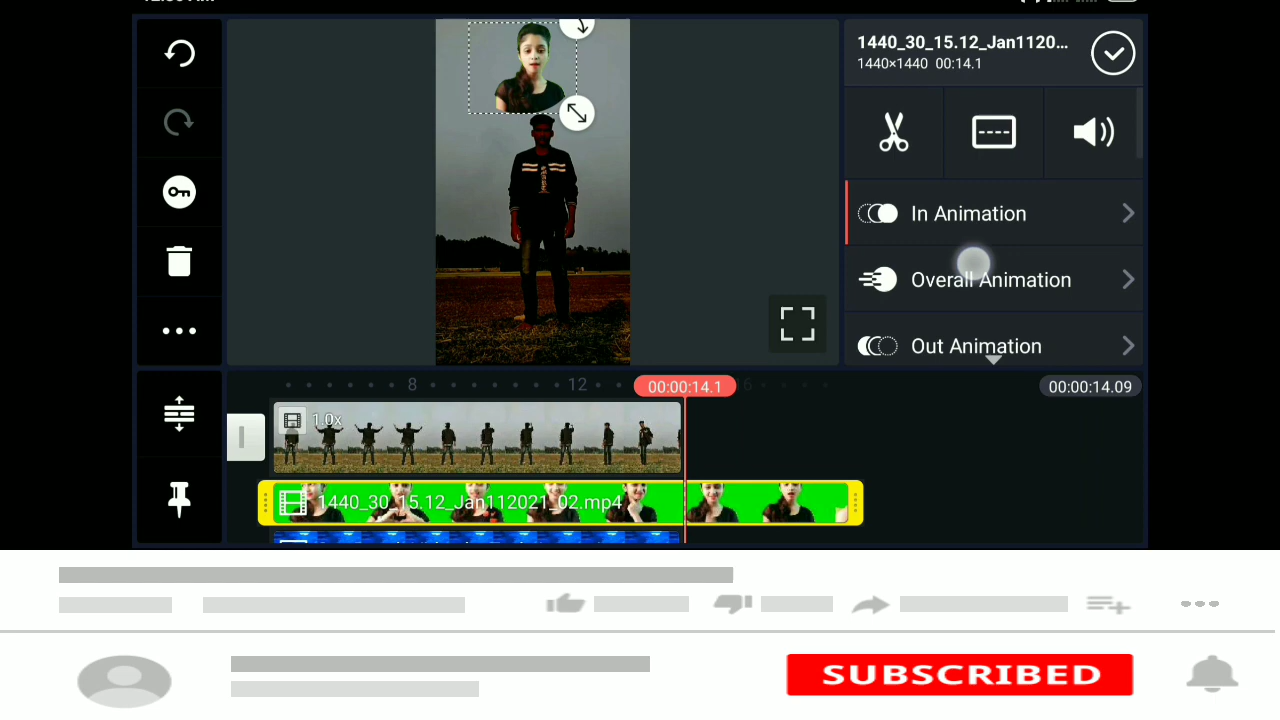 1440_30_15.12_Jan1120...
1440×1440 00:14.1
In Animation
Overall Animation
Out Animation
8
12
00:00:14.1
16
00:00:14.09
1.0x
1440_30_15.12_Jan112021_02.mp4
SUBSCRIBED